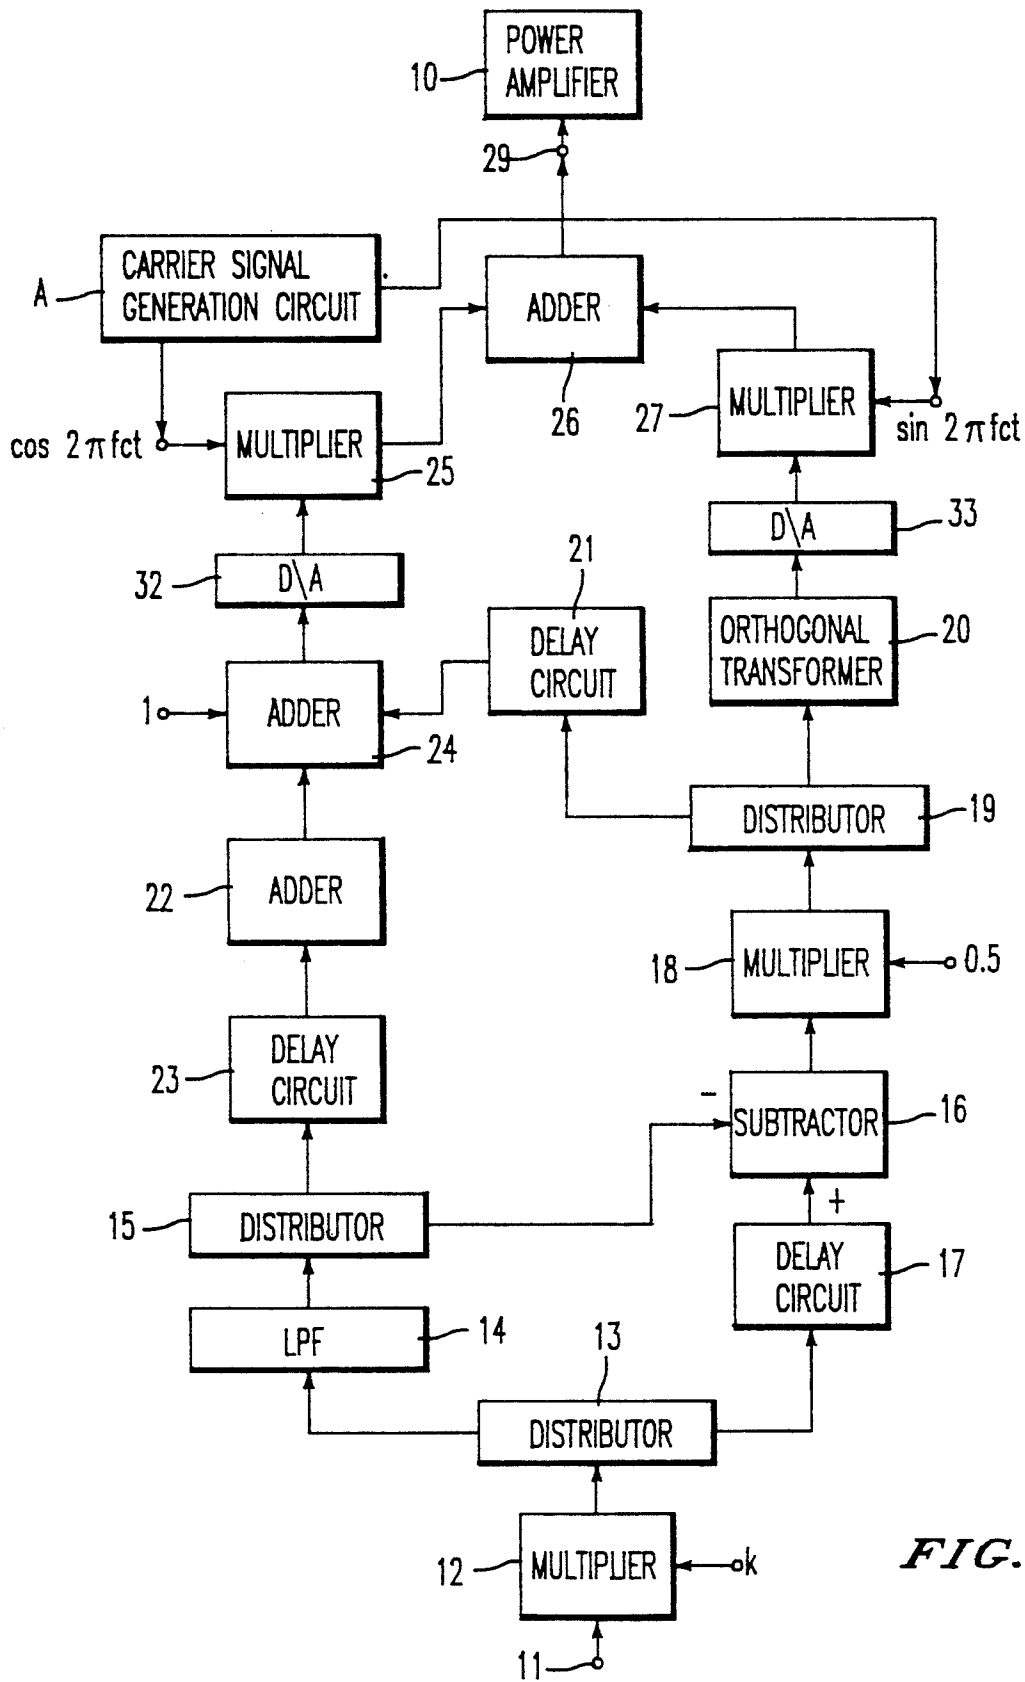 POWER
AMPLIFIER
10
29
CARRIER SIGNAL
GENERATION CIRCUIT
A
ADDER
26
MULTIPLIER
27
cos 2πfct
sin 2πfct
MULTIPLIER
25
D\A
33
D\A
32
21
DELAY
CIRCUIT
ORTHOGONAL
TRANSFORMER
20
1
ADDER
24
DISTRIBUTOR
19
ADDER
22
MULTIPLIER
18
0.5
DELAY
CIRCUIT
23
-
SUBTRACTOR
16
+
DISTRIBUTOR
15
DELAY
CIRCUIT
17
LPF
14
13
DISTRIBUTOR
MULTIPLIER
12
k
11
FIG.